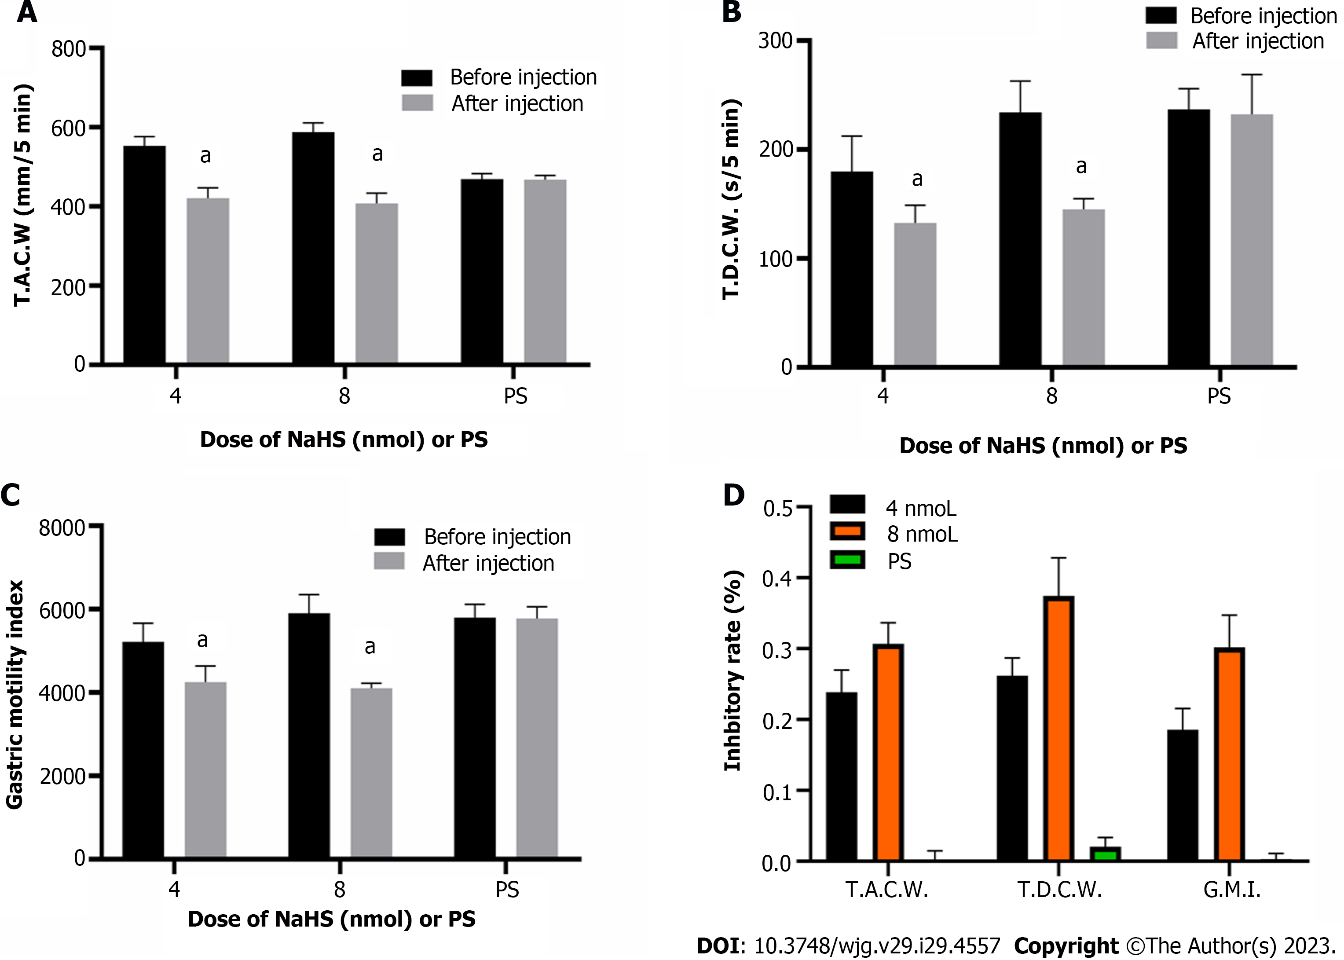 A
800
600
400
200
0
T.A.C.W (mm/5 min)
Before injection
After injection
a
a
4
8
PS
Dose of NaHS (nmol) or PS
B
300
200
100
0
T.D.C.W. (s/5 min)
Before injection
After injection
a
a
4
8
PS
Dose of NaHS (nmol) or PS
C
8000
6000
4000
2000
0
Gastric motility index
Before injection
After injection
a
a
4
8
PS
Dose of NaHS (nmol) or PS
D
0.5
0.4
0.3
0.2
0.1
0.0
Inhbitory rate (%)
4 nmoL
8 nmoL
PS
T.A.C.W.
T.D.C.W.
G.M.I.
DOI: 10.3748/wjg.v29.i29.4557 Copyright ©The Author(s) 2023.